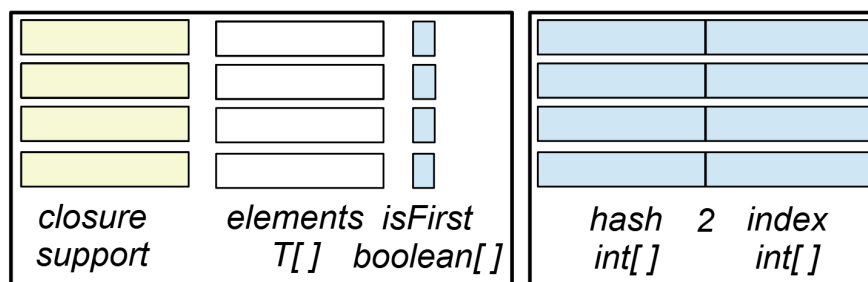 closure
support
elements isFirst
T[ ] boolean[ ]
hash 2 index
int[ ] int[ ]